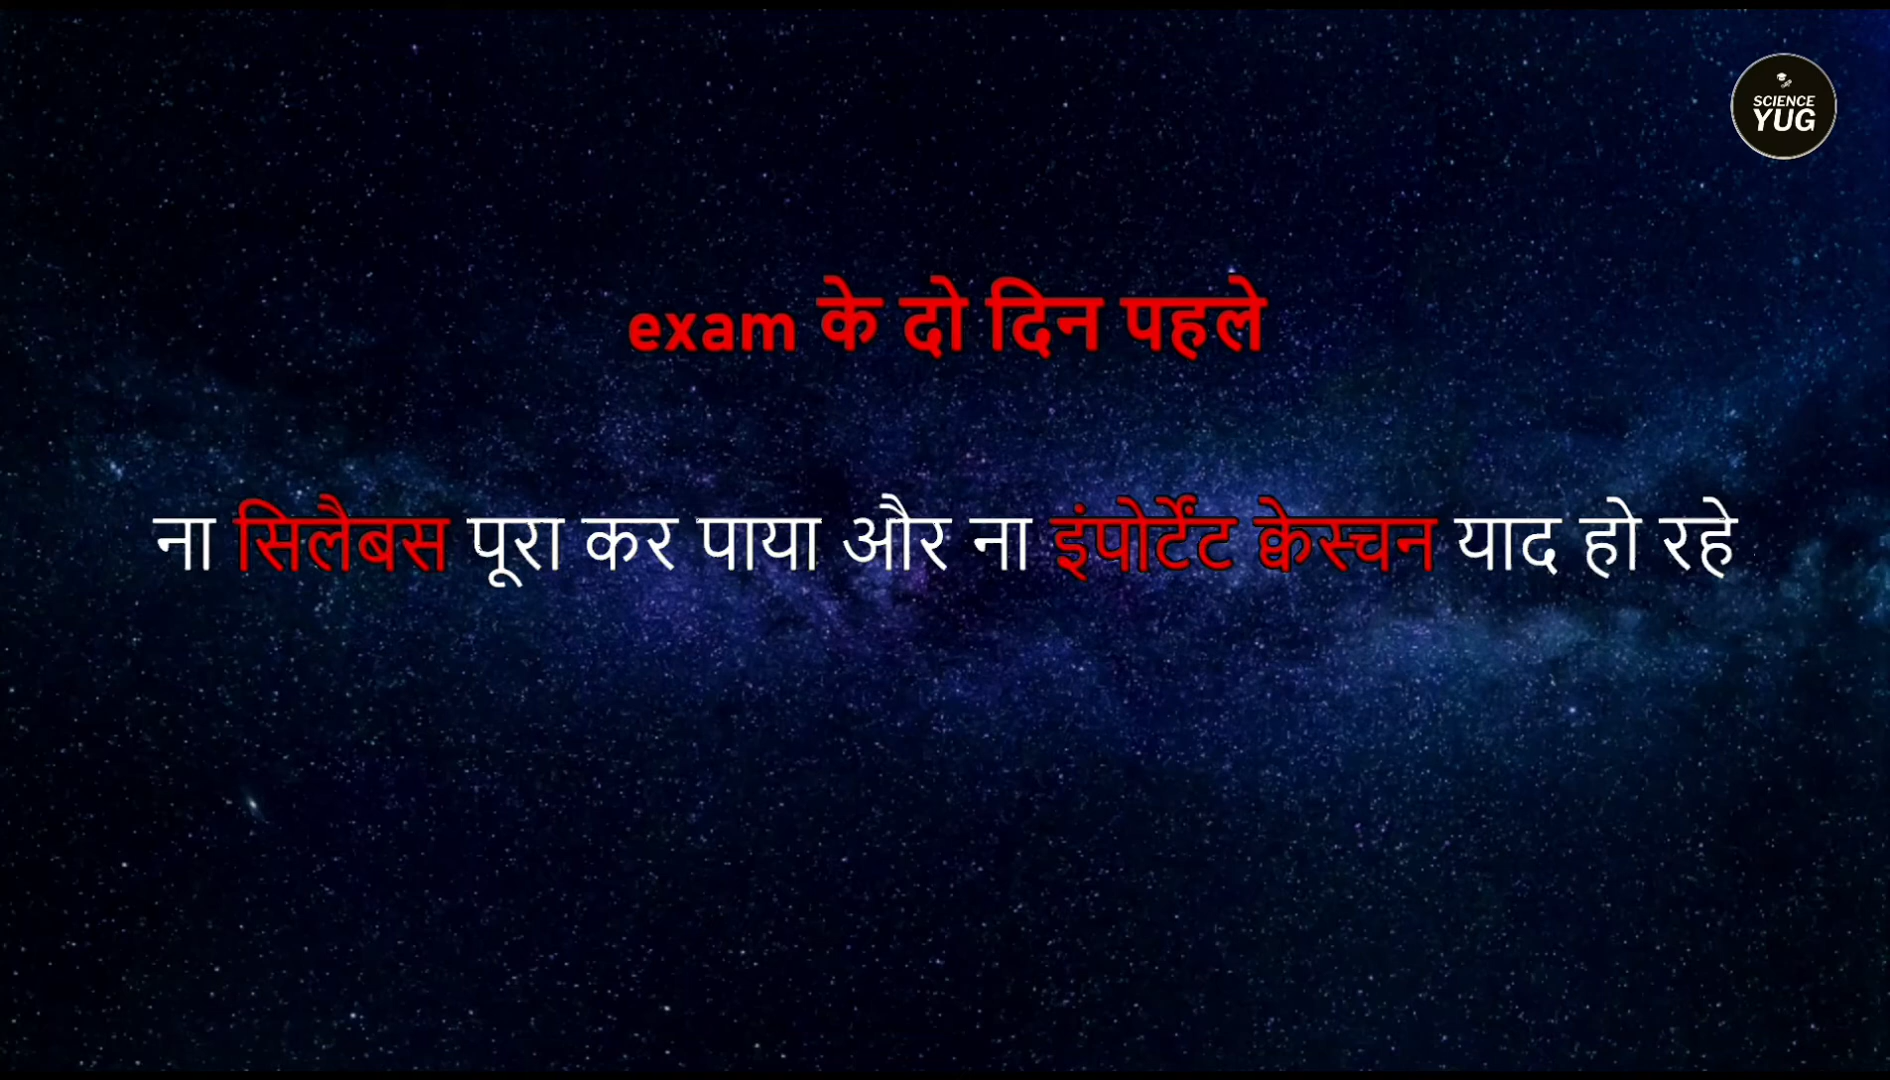 SCIENCE
YUG
exam के दो दिन पहले
ना सिलैबस पूरा कर पाया और ना इंपोर्टेंट क्वेस्चन याद हो रहे